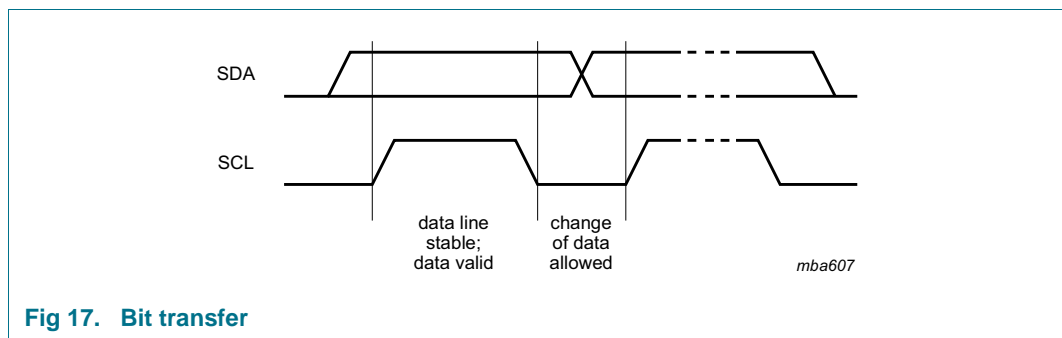 SDA
SCL
data line
stable;
data valid
change
of data
allowed
mba607
Fig 17. Bit transfer